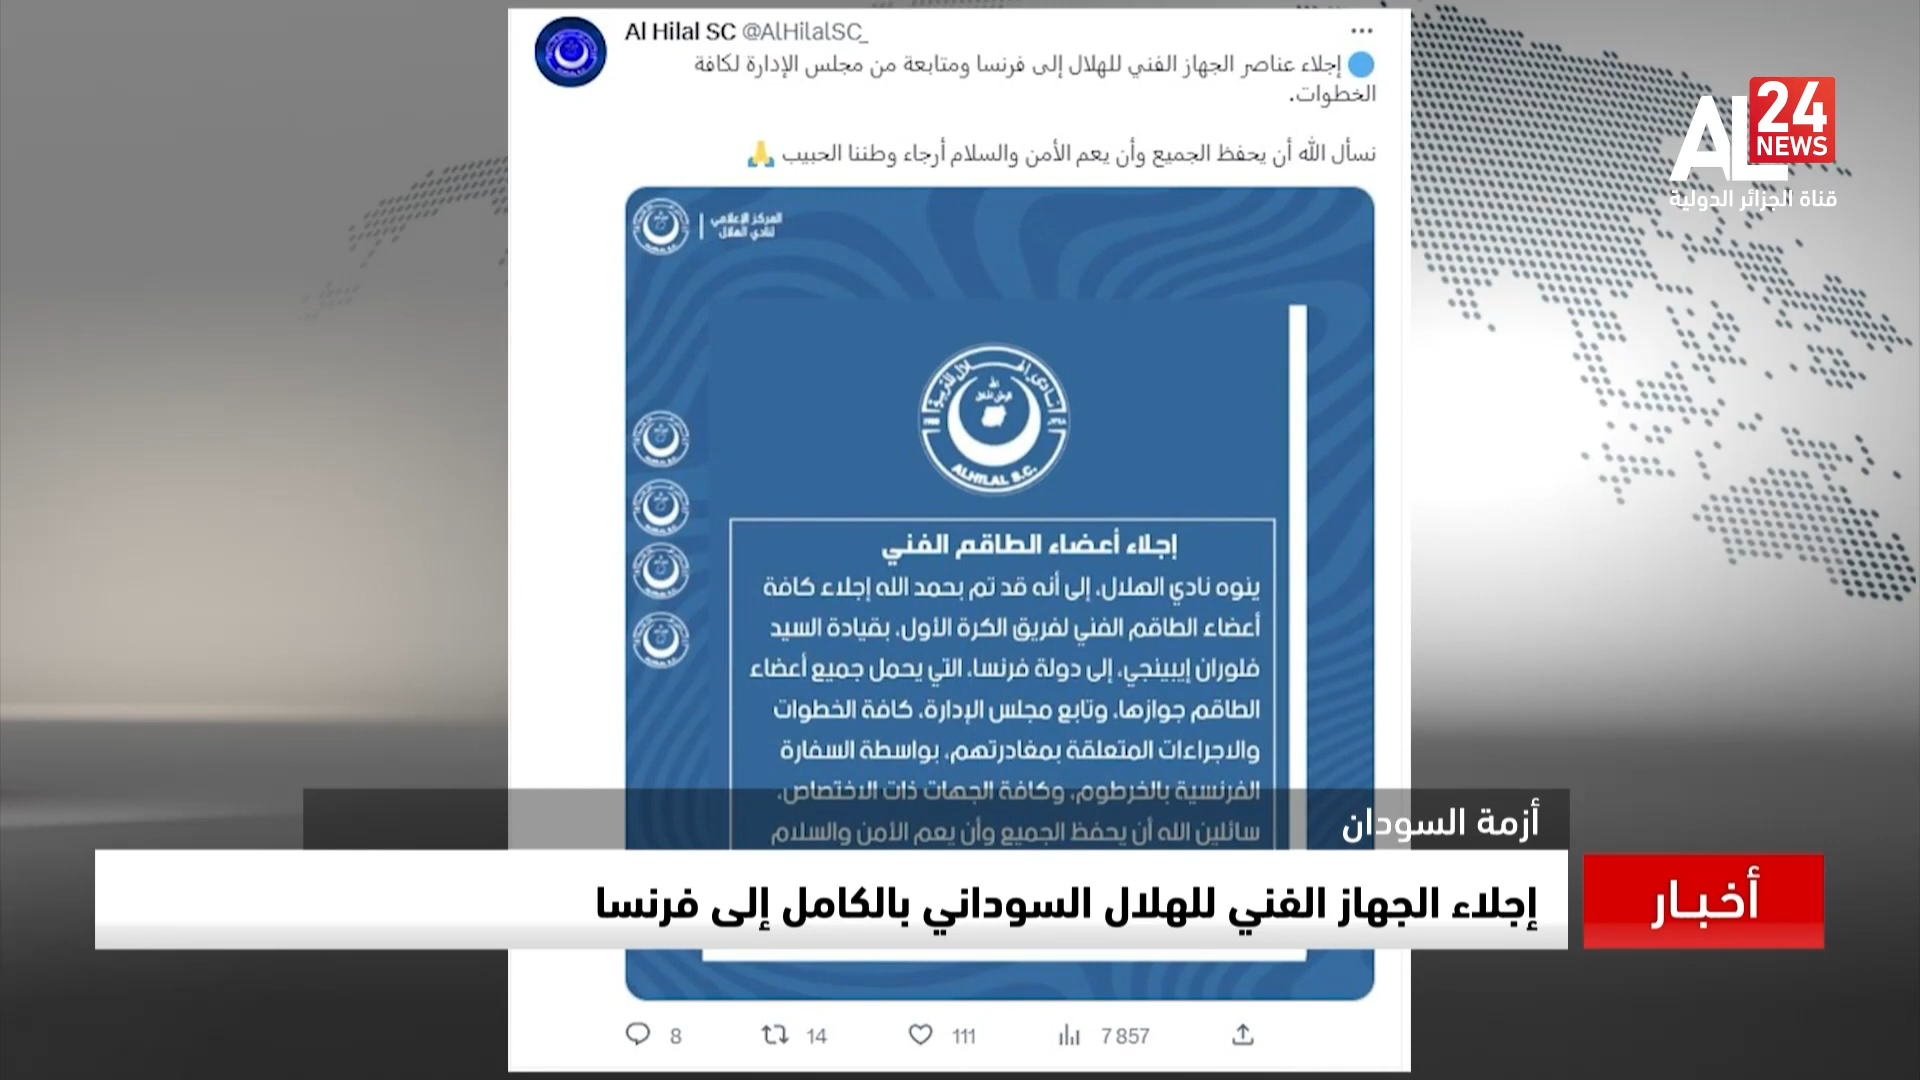 Al Hilal SC @AlHilalSC_
إجلاء عناصر الجهاز الفني للهلال إلى فرنسا ومتابعة من مجلس الإدارة لكافة
الخطوات.
نسأل الله أن يحفظ الجميع وأن يعم الأمن والسلام أرجاء وطننا الحبيب
AL 24 NEWS
قناة الجزائر الدولية
المركز الإعلامي
لنادي الهلال
ALHILAL S.C.
إجلاء أعضاء الطاقم الفني
ينوه نادي الهلال، إلى أنه قد تم بحمد الله إجلاء كافة
أعضاء الطاقم الفني لفريق الكرة الأول، بقيادة السيد
فلوران إيبينجي، إلى دولة فرنسا، التي يحمل جميع أعضاء
الطاقم جوازها، وتابع مجلس الإدارة، كافة الخطوات
والاجراءات المتعلقة بمغادرتهم، بواسطة السفارة
الفرنسية بالخرطوم، وكافة الجهات ذات الاختصاص،
سائلين الله أن يحفظ الجميع وأن يعم الأمن والسلام
أزمة السودان
أخبار
إجلاء الجهاز الفني للهلال السوداني بالكامل إلى فرنسا
8 14 111 7 857